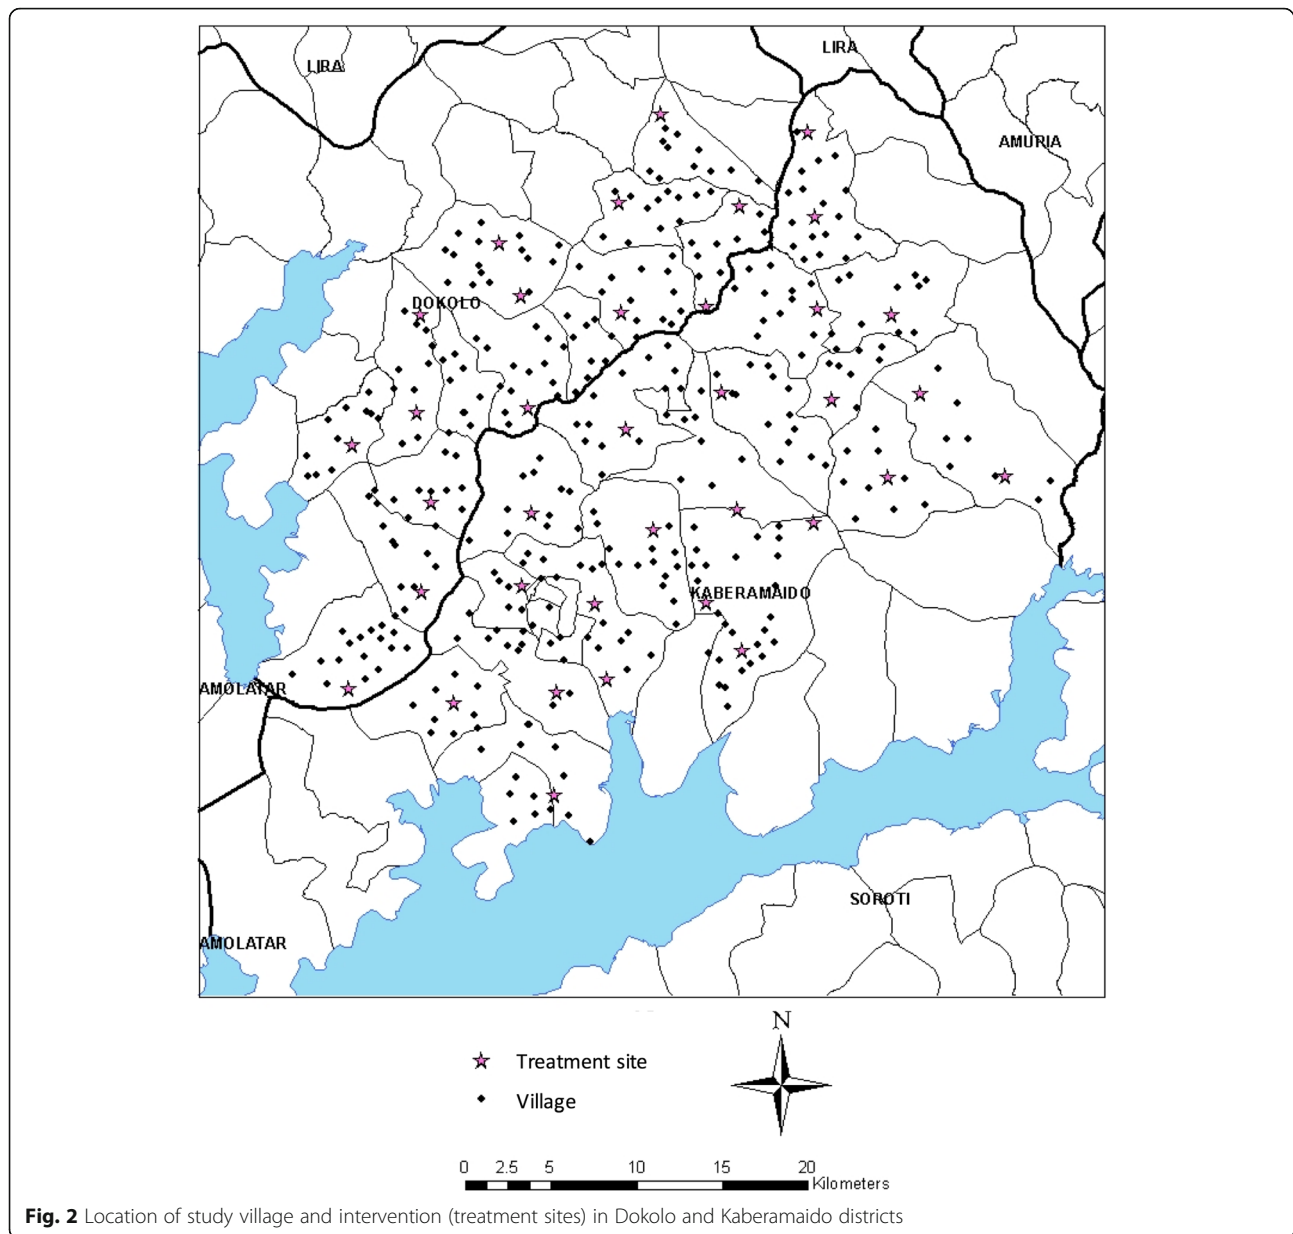 LIRA
LIRA
AMURIA
DOKOLO
KABERAMAIDO
AMOLATAR
SOROTI
AMOLATAR
N
Treatment site
Village
0 2.5 5 10 15 20
Kilometers
Fig. 2 Location of study village and intervention (treatment sites) in Dokolo and Kaberamaido districts